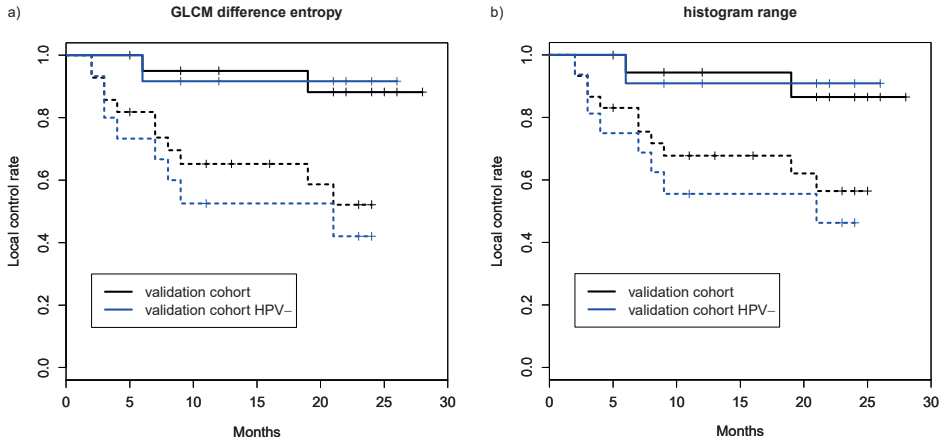 a)
GLCM difference entropy
Local control rate
1.0
0.8
0.6
0.4
0.2
0.0
validation cohort
validation cohort HPV−
0 5 10 15 20 25 30
Months
b)
histogram range
Local control rate
1.0
0.8
0.6
0.4
0.2
0.0
validation cohort
validation cohort HPV−
0 5 10 15 20 25 30
Months